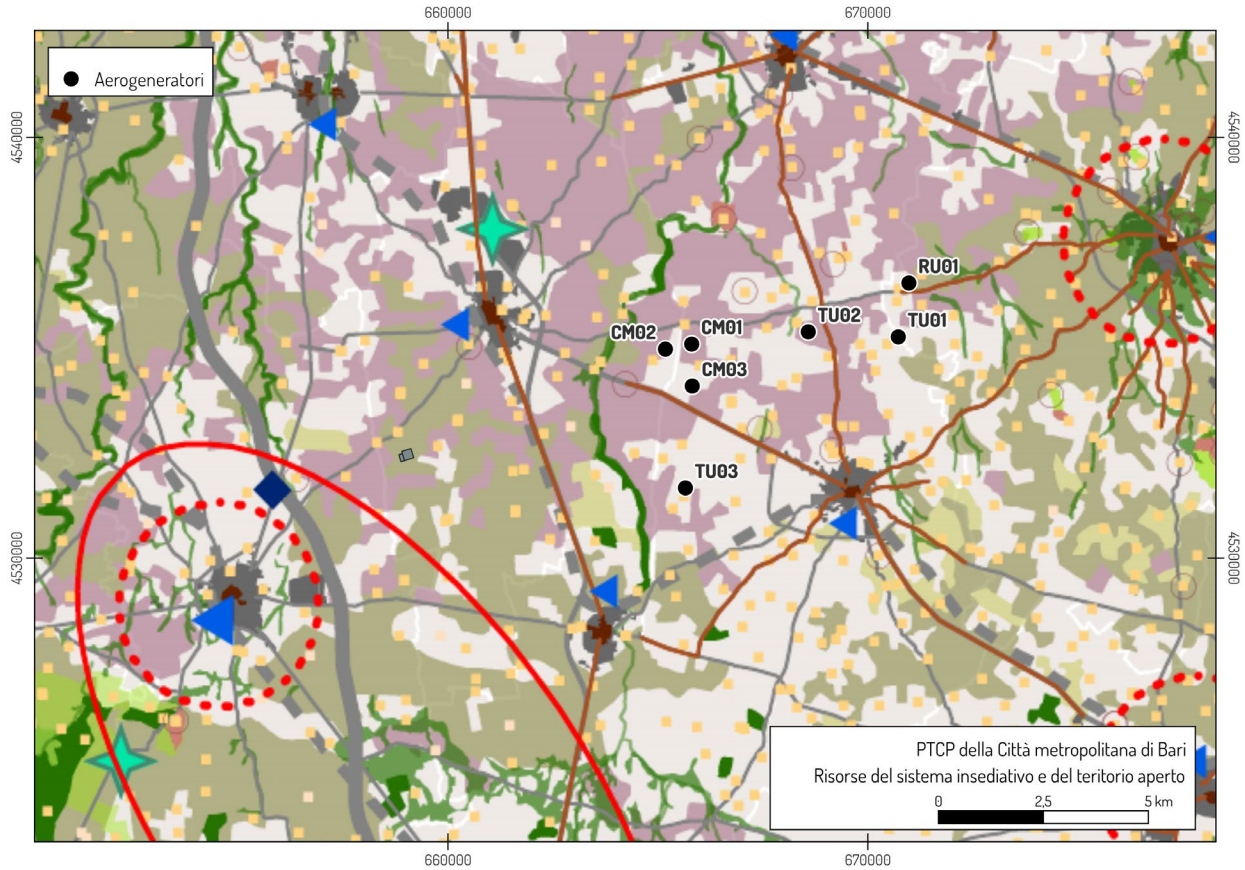 660000
670000
Aerogeneratori
4540000
4540000
RU01
TU02
TU01
CM02
CM01
CM03
TU03
4530000
4530000
PTCP della Città metropolitana di Bari
Risorse del sistema insediativo e del teritorio aperto
0 2,5 5 km
660000
670000